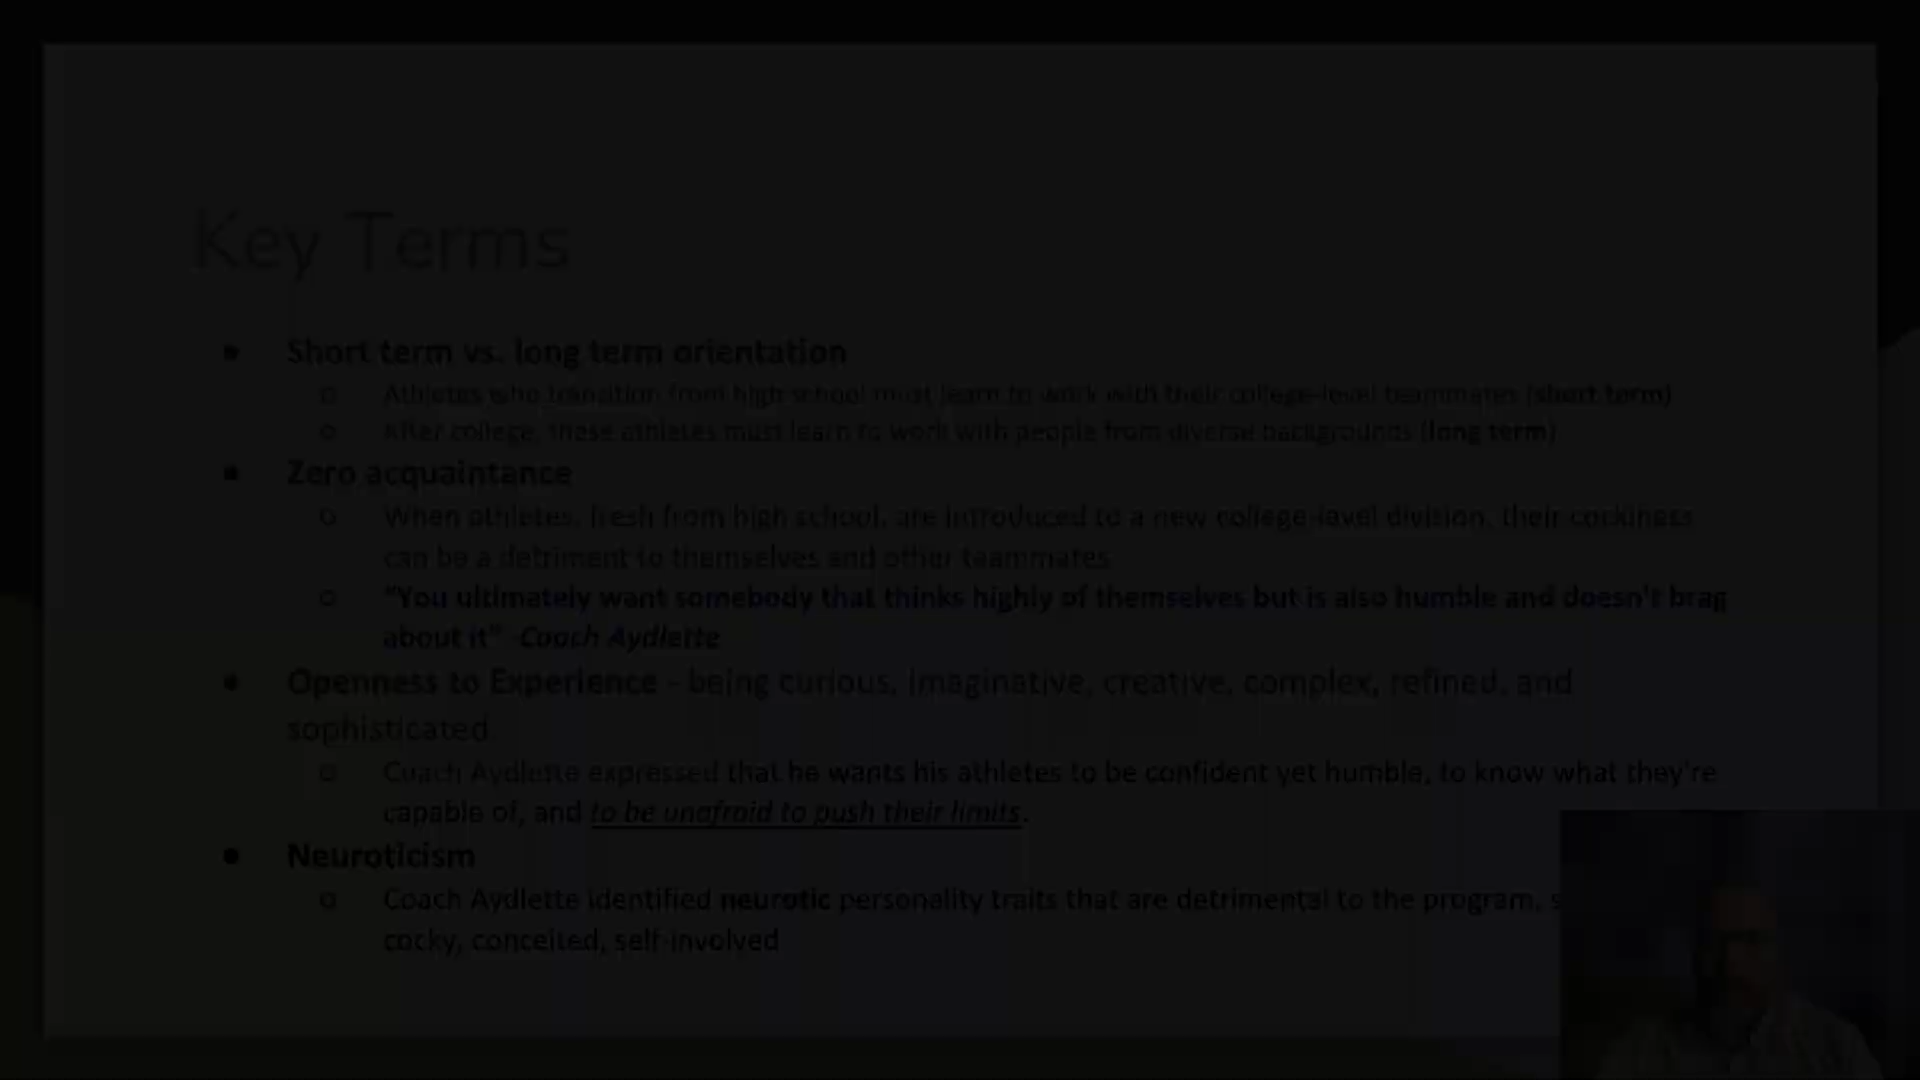 Key Terms
● Short term vs. long term orientation
○ Athletes who transition from high school must learn to work with their college-level teammates (short term)
○ After college, these athletes must learn to work with people from diverse backgrounds (long term)
● Zero acquaintance
○ When athletes, fresh from high school, are introduced to a new college-level division, their cockiness
can be a detriment to themselves and other teammates
○ "You ultimately want somebody that thinks highly of themselves but is also humble and doesn't brag
about it" -Coach Aydlette
● Openness to Experience - being curious, imaginative, creative, complex, refined, and
sophisticated
○ Coach Aydlette expressed that he wants his athletes to be confident yet humble, to know what they're
capable of, and to be unafraid to push their limits.
● Neuroticism
○ Coach Aydlette identified neurotic personality traits that are detrimental to the program,
cocky, conceited, self-involved